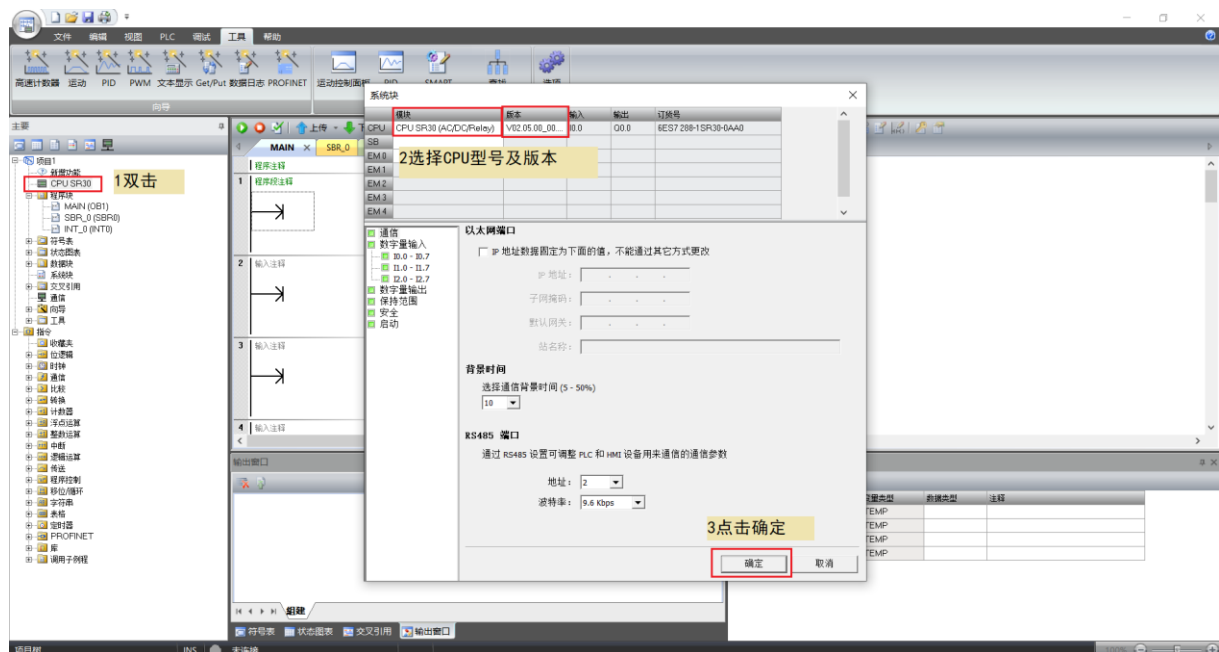 文件 编辑 视图 PLC 调试 工具 帮助
高速计数器 运动 PID PWM 文本显示 Get/Put 数据日志 PROFINET 运动控制面板 PID SMART 查找 选项
向导
主要
项目1
新增功能
CPU SR30
1双击
程序块
MAIN (OB1)
SBR_0 (SBR0)
INT_0 (INT0)
符号表
状态图表
数据块
系统块
交叉引用
通信
向导
工具
指令
收藏夹
位逻辑
时钟
通信
比较
转换
计数器
浮点运算
整数运算
中断
逻辑运算
传送
程序控制
移位/循环
字符串
表格
定时器
PROFINET
库
调用子例程
上传
MAIN × SBR_0
程序注释
1 程序段注释
2 输入注释
3 输入注释
4 输入注释
系统块
模块 版本 输入 输出 订货号
CPU CPU SR30 (AC/DC/Relay) V02.05.00_00... I0.0 Q0.0 6ES7 288-1SR30-0AA0
SB
EM 0
EM 1
EM 2
EM 3
EM 4
2选择CPU型号及版本
通信
数字量输入
I0.0 - I0.7
I1.0 - I1.7
I2.0 - I2.7
数字量输出
保持范围
安全
启动
以太网端口
IP 地址数据固定为下面的值，不能通过其它方式更改
IP 地址：
子网掩码：
默认网关：
站名称：
背景时间
选择通信背景时间 (5 - 50%)
10
RS485 端口
通过 RS485 设置可调整 PLC 和 HMI 设备用来通信的通信参数
地址： 2
波特率： 9.6 Kbps
3点击确定
确定 取消
输出窗口
变量类型 数据类型 注释
TEMP
TEMP
TEMP
TEMP
组建
符号表 状态图表 交叉引用 输出窗口
项目树 INS 未连接 100%